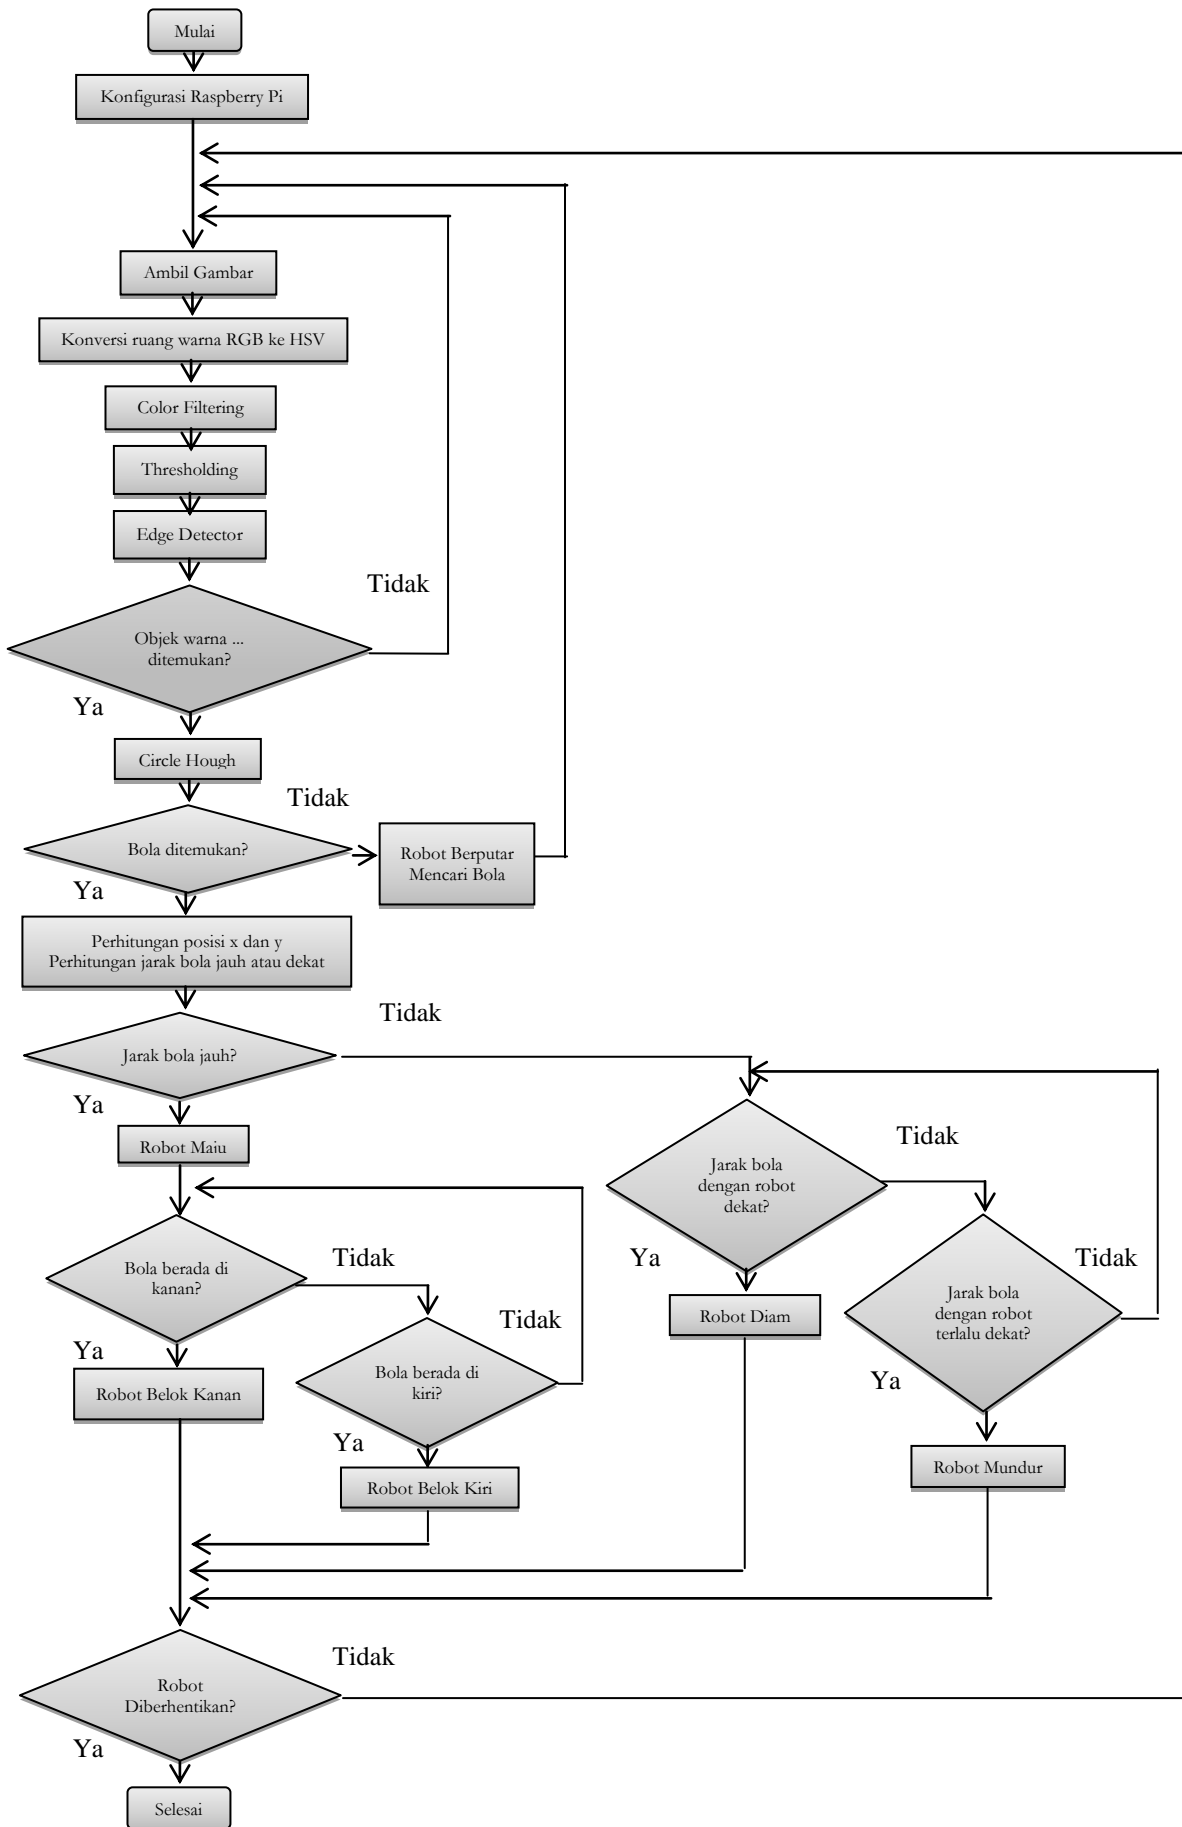 Mulai
Konfigurasi Raspberry Pi
Ambil Gambar
Konversi ruang warna RGB ke HSV
Color Filtering
Thresholding
Edge Detector
Tidak
Objek warna ...
ditemukan?
Ya
Circle Hough
Tidak
Bola ditemukan?
Robot Berputar
Mencari Bola
Ya
Perhitungan posisi x dan y
Perhitungan jarak bola jauh atau dekat
Tidak
Jarak bola jauh?
Ya
Robot Maiu
Tidak
Jarak bola
dengan robot
dekat?
Ya
Tidak
Jarak bola
dengan robot
terlalu dekat?
Ya
Robot Diam
Robot Mundur
Bola berada di
kanan?
Tidak
Ya
Robot Belok Kanan
Tidak
Bola berada di
kiri?
Ya
Robot Belok Kiri
Tidak
Robot
Diberhentikan?
Ya
Selesai